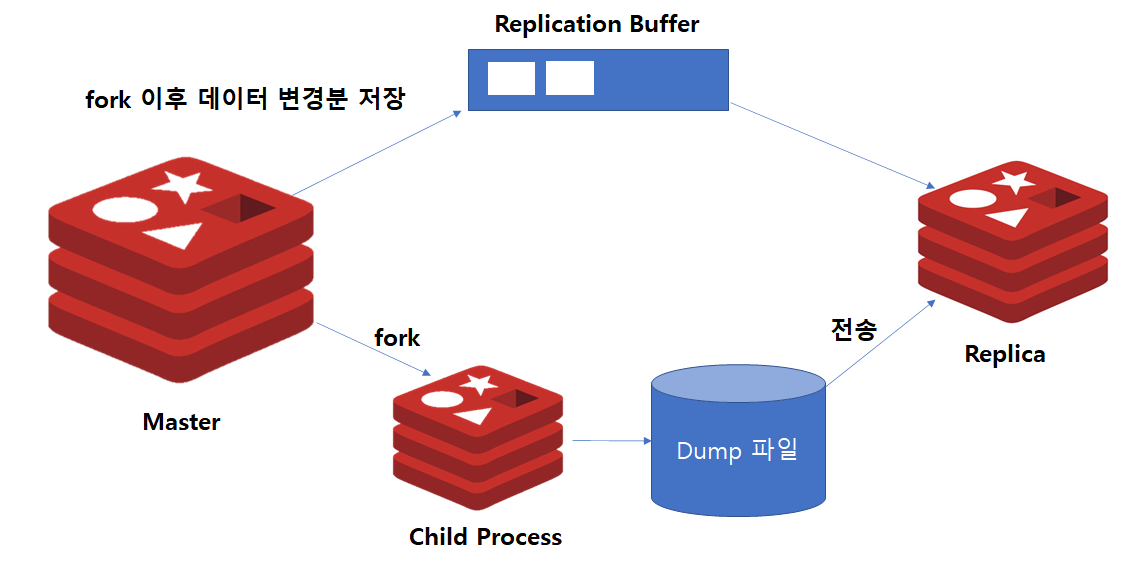 Replication Buffer
fork 이후 데이터 변경분 저장
fork
전송
Replica
Master
Dump 파일
Child Process